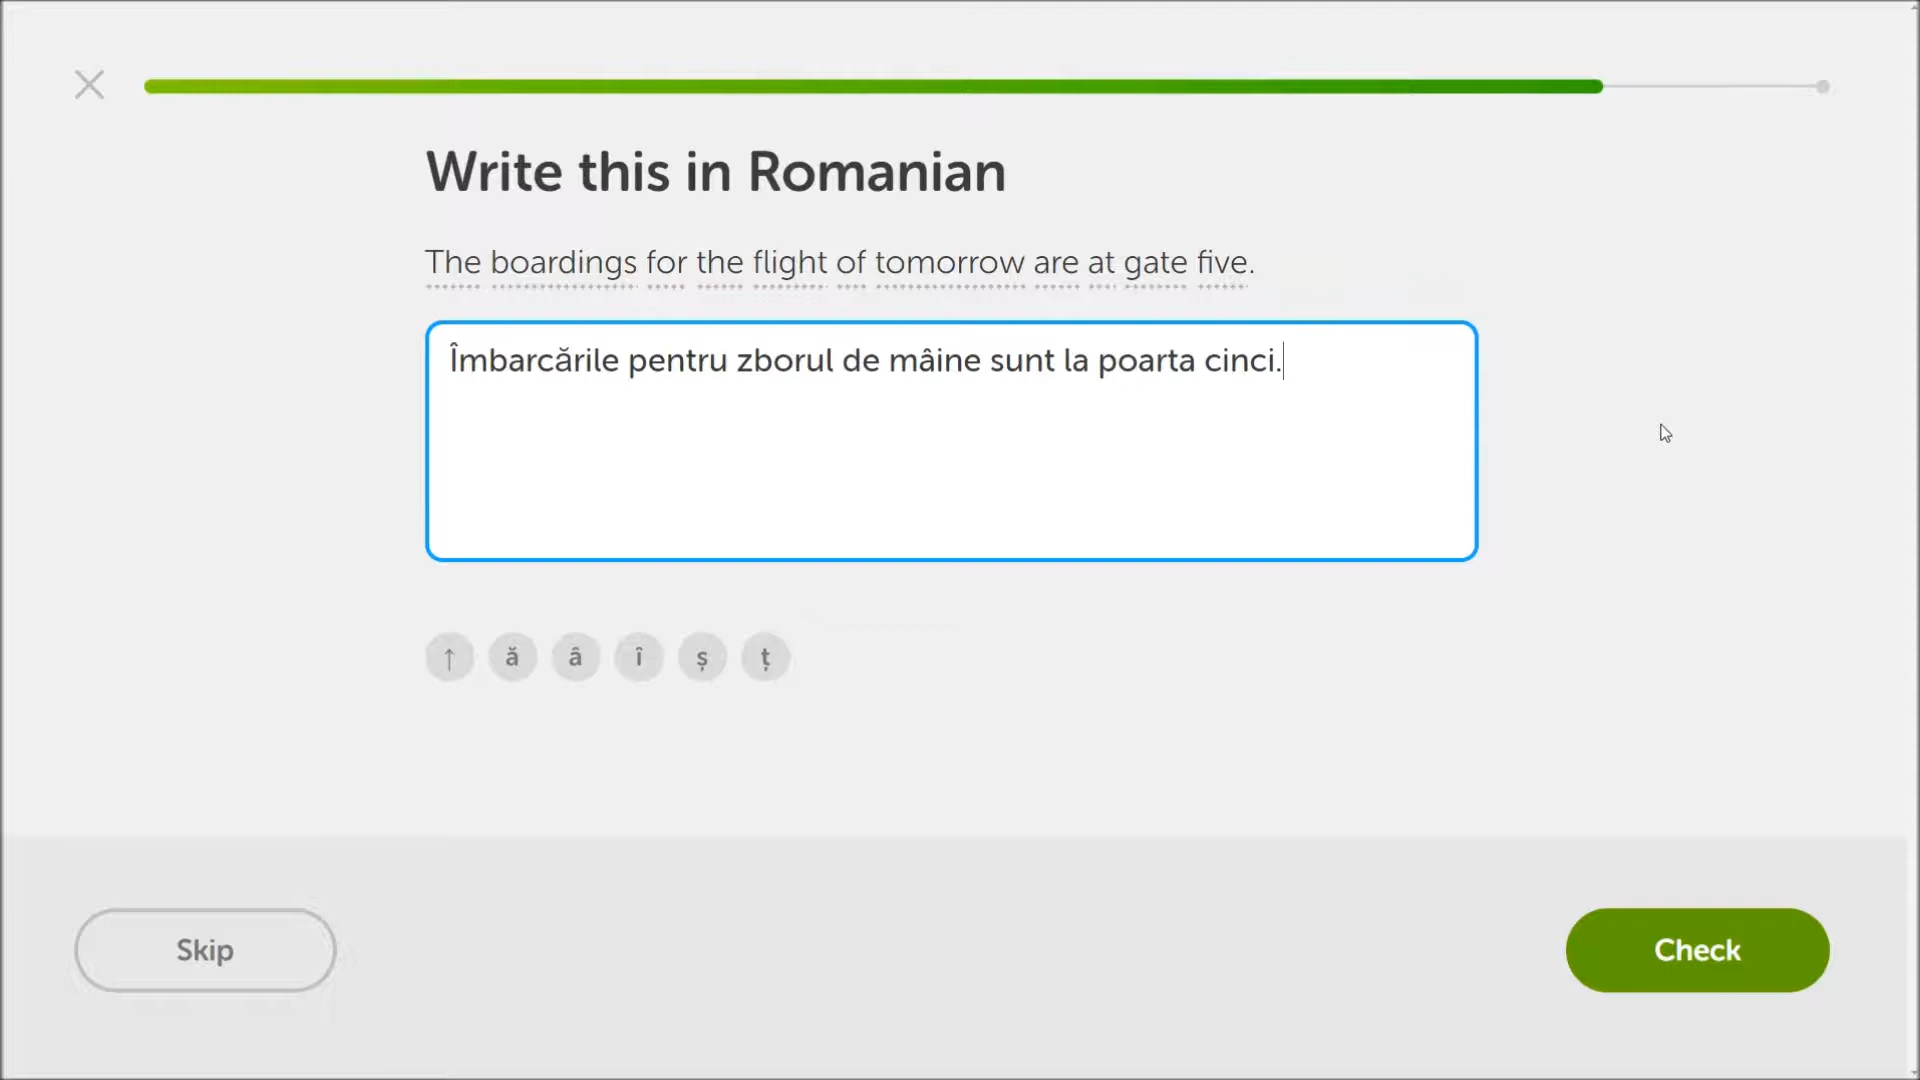 Write this in Romanian
The boardings for the flight of tomorrow are at gate five.
Îmbarcările pentru zborul de mâine sunt la poarta cinci.
↑ ă â î ș ț
Skip
Check